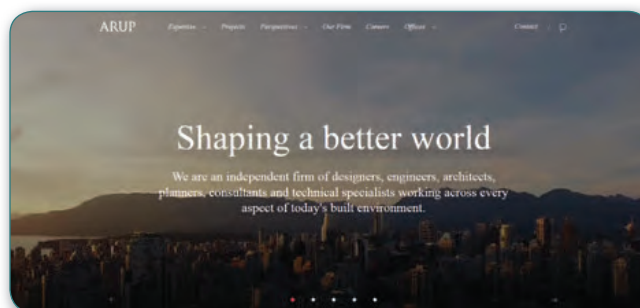 ARUP Expertise Projects Perspectives Our Firm Careers Offices Contact
Shaping a better world
We are an independent firm of designers, engineers, architects,
planners, consultants and technical specialists working across every
aspect of today's built environment.